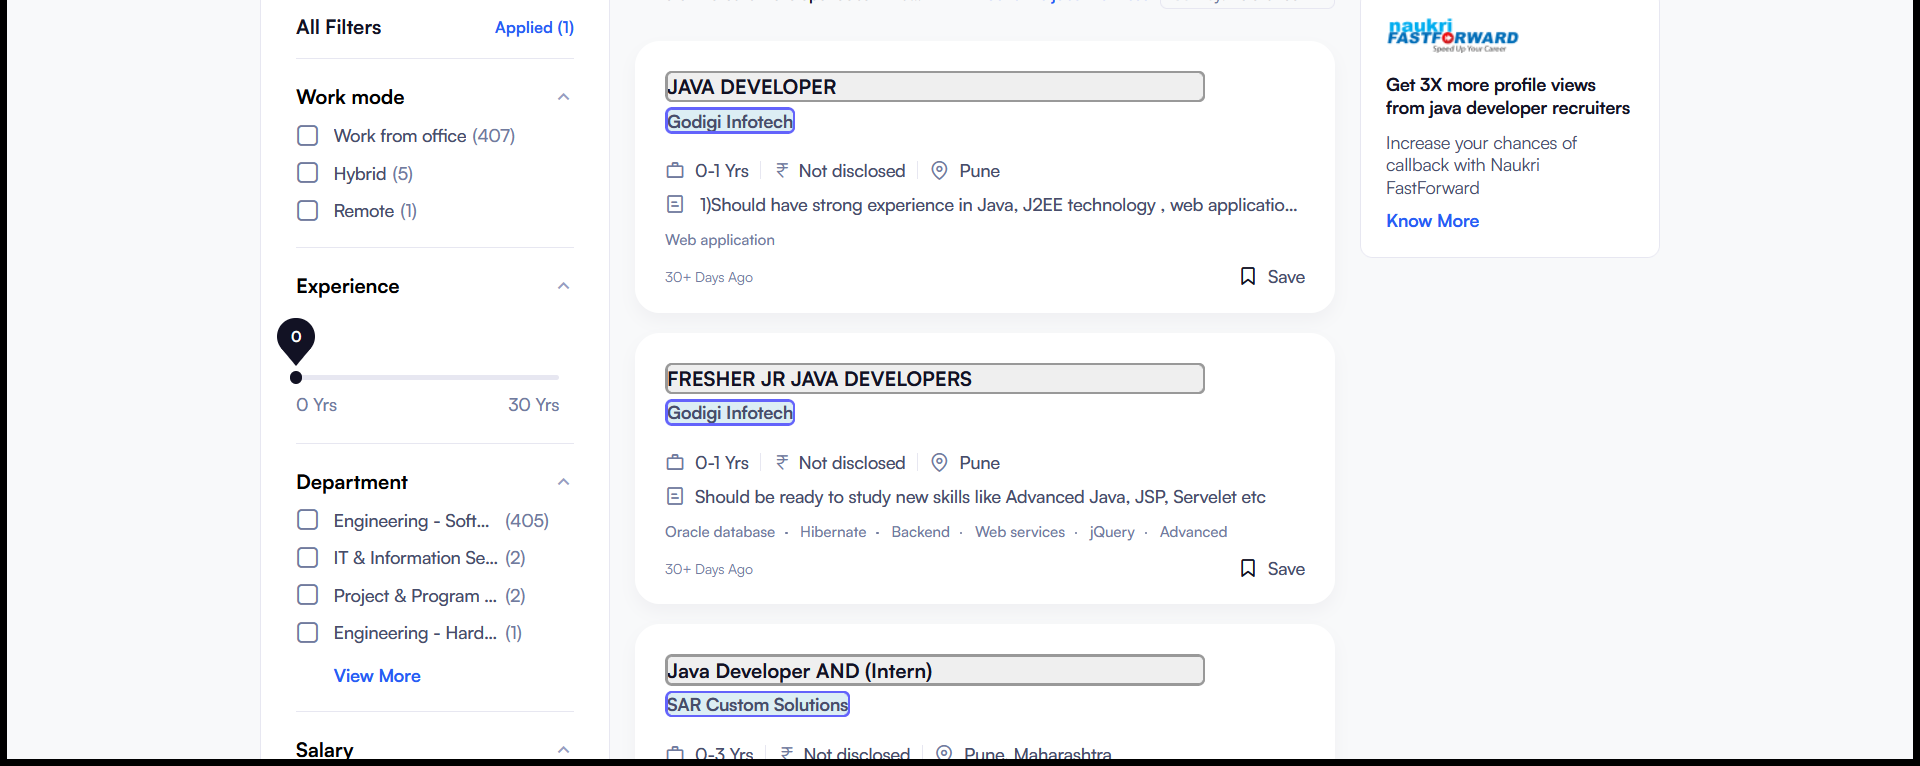 All Filters
Applied (1)
Work mode
Work from office (407)
Hybrid (5)
Remote (1)
Experience
0
0 Yrs
30 Yrs
Department
Engineering - Soft... (405)
IT & Information Se... (2)
Project & Program ... (2)
Engineering - Hard... (1)
View More
Salary
JAVA DEVELOPER
Godigi Infotech
0-1 Yrs
₹ Not disclosed
Pune
1)Should have strong experience in Java, J2EE technology , web applicatio...
Web application
30+ Days Ago
Save
FRESHER JR JAVA DEVELOPERS
Godigi Infotech
0-1 Yrs
₹ Not disclosed
Pune
Should be ready to study new skills like Advanced Java, JSP, Servelet etc
Oracle database · Hibernate · Backend · Web services · jQuery · Advanced
30+ Days Ago
Save
Java Developer AND (Intern)
SAR Custom Solutions
0-3 Yrs
₹ Not disclosed
Pune, Maharashtra
naukri
FASTFORWARD
Speed Up Your Career
Get 3X more profile views
from java developer recruiters
Increase your chances of
callback with Naukri
FastForward
Know More